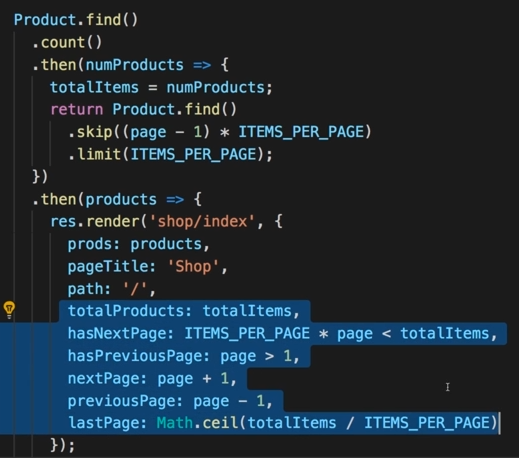 Product.find()
.count()
.then(numProducts => {
totalItems = numProducts;
return Product.find()
.skip((page - 1) * ITEMS_PER_PAGE)
.limit(ITEMS_PER_PAGE);
})
.then(products => {
res.render('shop/index', {
prods: products,
pageTitle: 'Shop',
path: '/',
totalProducts: totalItems,
hasNextPage: ITEMS_PER_PAGE * page < totalItems,
hasPreviousPage: page > 1,
nextPage: page + 1,
previousPage: page - 1,
lastPage: Math.ceil(totalItems / ITEMS_PER_PAGE)
});